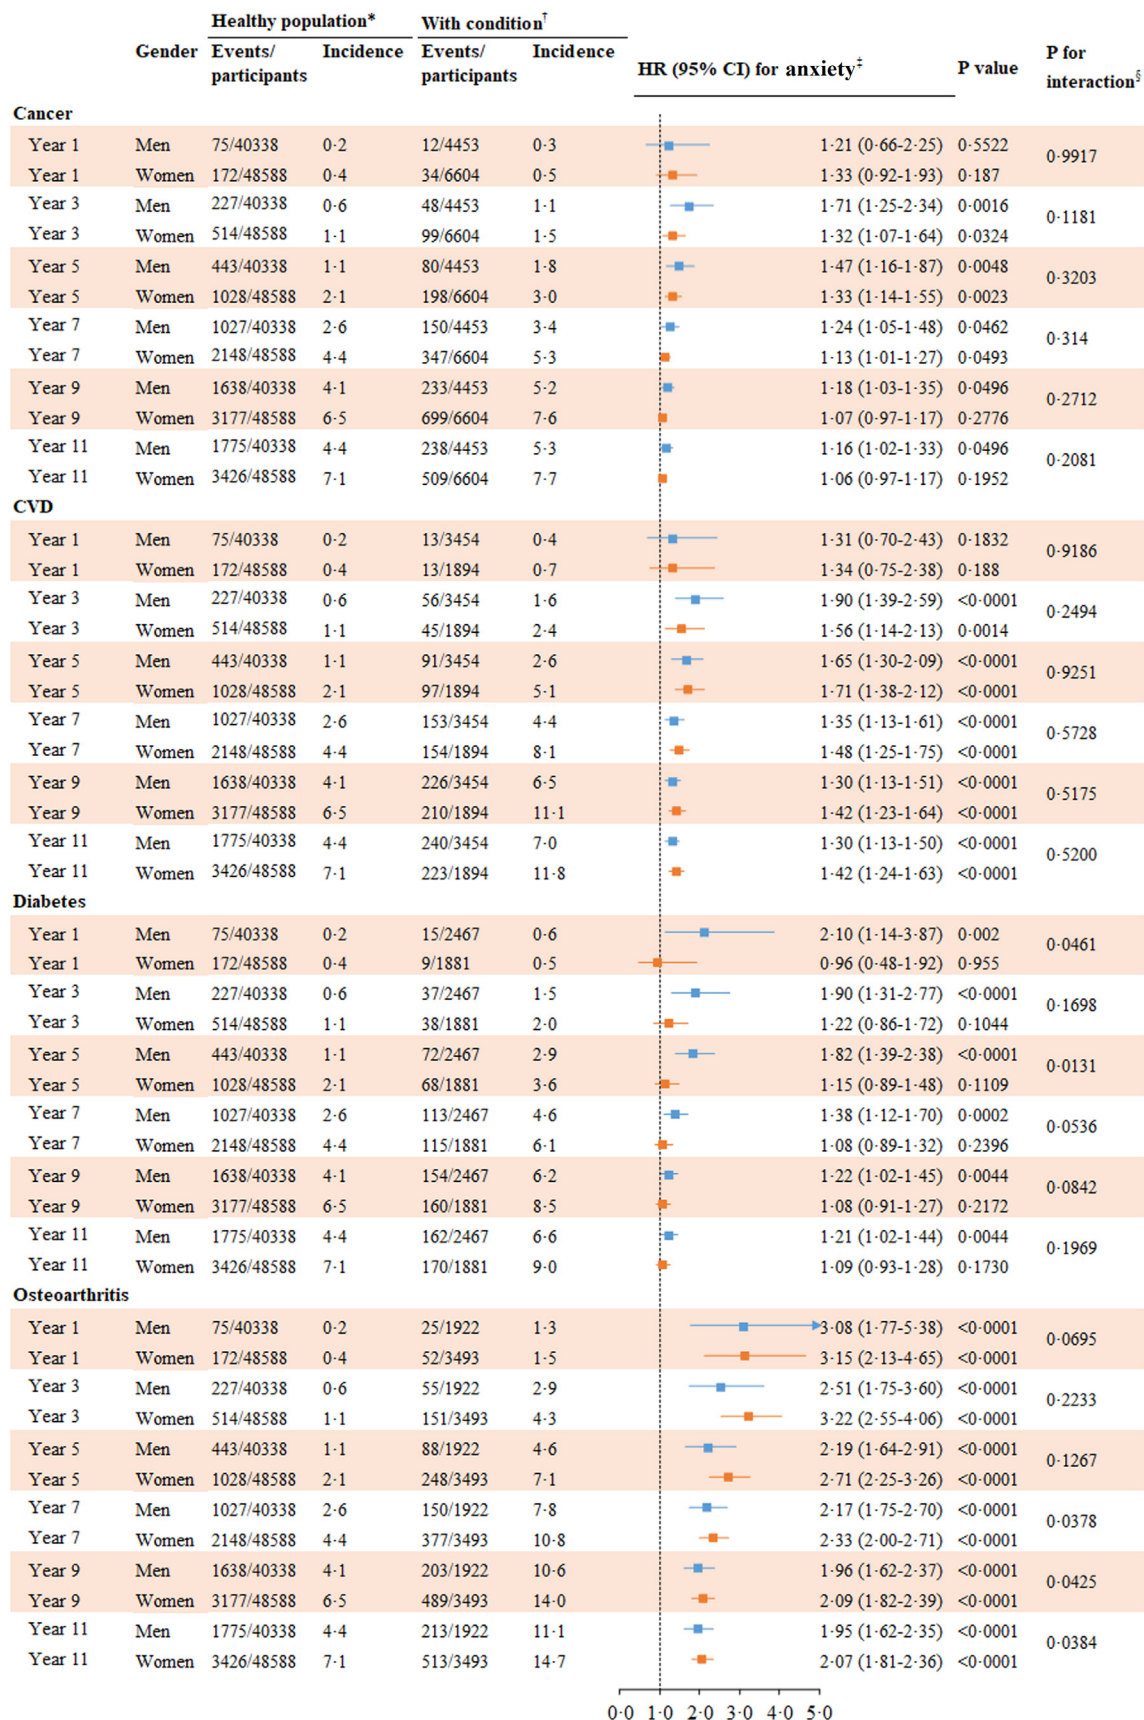 Healthy population* With condition†
Gender Events/ participants Incidence Events/ participants Incidence HR (95% CI) for anxiety‡ P value P for interaction§
Cancer
Year 1 Men 75/40338 0·2 12/4453 0·3 1·21 (0·66-2·25) 0·5522 0·9917
Year 1 Women 172/48588 0·4 34/6604 0·5 1·33 (0·92-1·93) 0·187
Year 3 Men 227/40338 0·6 48/4453 1·1 1·71 (1·25-2·34) 0·0016 0·1181
Year 3 Women 514/48588 1·1 99/6604 1·5 1·32 (1·07-1·64) 0·0324
Year 5 Men 443/40338 1·1 80/4453 1·8 1·47 (1·16-1·87) 0·0048 0·3203
Year 5 Women 1028/48588 2·1 198/6604 3·0 1·33 (1·14-1·55) 0·0023
Year 7 Men 1027/40338 2·6 150/4453 3·4 1·24 (1·05-1·48) 0·0462 0·314
Year 7 Women 2148/48588 4·4 347/6604 5·3 1·13 (1·01-1·27) 0·0493
Year 9 Men 1638/40338 4·1 233/4453 5·2 1·18 (1·03-1·35) 0·0496 0·2712
Year 9 Women 3177/48588 6·5 699/6604 7·6 1·07 (0·97-1·17) 0·2776
Year 11 Men 1775/40338 4·4 238/4453 5·3 1·16 (1·02-1·33) 0·0496 0·2081
Year 11 Women 3426/48588 7·1 509/6604 7·7 1·06 (0·97-1·17) 0·1952
CVD
Year 1 Men 75/40338 0·2 13/3454 0·4 1·31 (0·70-2·43) 0·1832 0·9186
Year 1 Women 172/48588 0·4 13/1894 0·7 1·34 (0·75-2·38) 0·188
Year 3 Men 227/40338 0·6 56/3454 1·6 1·90 (1·39-2·59) <0·0001 0·2494
Year 3 Women 514/48588 1·1 45/1894 2·4 1·56 (1·14-2·13) 0·0014
Year 5 Men 443/40338 1·1 91/3454 2·6 1·65 (1·30-2·09) <0·0001 0·9251
Year 5 Women 1028/48588 2·1 97/1894 5·1 1·71 (1·38-2·12) <0·0001
Year 7 Men 1027/40338 2·6 153/3454 4·4 1·35 (1·13-1·61) <0·0001 0·5728
Year 7 Women 2148/48588 4·4 154/1894 8·1 1·48 (1·25-1·75) <0·0001
Year 9 Men 1638/40338 4·1 226/3454 6·5 1·30 (1·13-1·51) <0·0001 0·5175
Year 9 Women 3177/48588 6·5 210/1894 11·1 1·42 (1·23-1·64) <0·0001
Year 11 Men 1775/40338 4·4 240/3454 7·0 1·30 (1·13-1·50) <0·0001 0·5200
Year 11 Women 3426/48588 7·1 223/1894 11·8 1·42 (1·24-1·63) <0·0001
Diabetes
Year 1 Men 75/40338 0·2 15/2467 0·6 2·10 (1·14-3·87) 0·002 0·0461
Year 1 Women 172/48588 0·4 9/1881 0·5 0·96 (0·48-1·92) 0·955
Year 3 Men 227/40338 0·6 37/2467 1·5 1·90 (1·31-2·77) <0·0001 0·1698
Year 3 Women 514/48588 1·1 38/1881 2·0 1·22 (0·86-1·72) 0·1044
Year 5 Men 443/40338 1·1 72/2467 2·9 1·82 (1·39-2·38) <0·0001 0·0131
Year 5 Women 1028/48588 2·1 68/1881 3·6 1·15 (0·89-1·48) 0·1109
Year 7 Men 1027/40338 2·6 113/2467 4·6 1·38 (1·12-1·70) 0·0002 0·0536
Year 7 Women 2148/48588 4·4 115/1881 6·1 1·08 (0·89-1·32) 0·2396
Year 9 Men 1638/40338 4·1 154/2467 6·2 1·22 (1·02-1·45) 0·0044 0·0842
Year 9 Women 3177/48588 6·5 160/1881 8·5 1·08 (0·91-1·27) 0·2172
Year 11 Men 1775/40338 4·4 162/2467 6·6 1·21 (1·02-1·44) 0·0044 0·1969
Year 11 Women 3426/48588 7·1 170/1881 9·0 1·09 (0·93-1·28) 0·1730
Osteoarthritis
Year 1 Men 75/40338 0·2 25/1922 1·3 3·08 (1·77-5·38) <0·0001 0·0695
Year 1 Women 172/48588 0·4 52/3493 1·5 3·15 (2·13-4·65) <0·0001
Year 3 Men 227/40338 0·6 55/1922 2·9 2·51 (1·75-3·60) <0·0001 0·2233
Year 3 Women 514/48588 1·1 151/3493 4·3 3·22 (2·55-4·06) <0·0001
Year 5 Men 443/40338 1·1 88/1922 4·6 2·19 (1·64-2·91) <0·0001 0·1267
Year 5 Women 1028/48588 2·1 248/3493 7·1 2·71 (2·25-3·26) <0·0001
Year 7 Men 1027/40338 2·6 150/1922 7·8 2·17 (1·75-2·70) <0·0001 0·0378
Year 7 Women 2148/48588 4·4 377/3493 10·8 2·33 (2·00-2·71) <0·0001
Year 9 Men 1638/40338 4·1 203/1922 10·6 1·96 (1·62-2·37) <0·0001 0·0425
Year 9 Women 3177/48588 6·5 489/3493 14·0 2·09 (1·82-2·39) <0·0001
Year 11 Men 1775/40338 4·4 213/1922 11·1 1·95 (1·62-2·35) <0·0001 0·0384
Year 11 Women 3426/48588 7·1 513/3493 14·7 2·07 (1·81-2·36) <0·0001
0·0 1·0 2·0 3·0 4·0 5·0